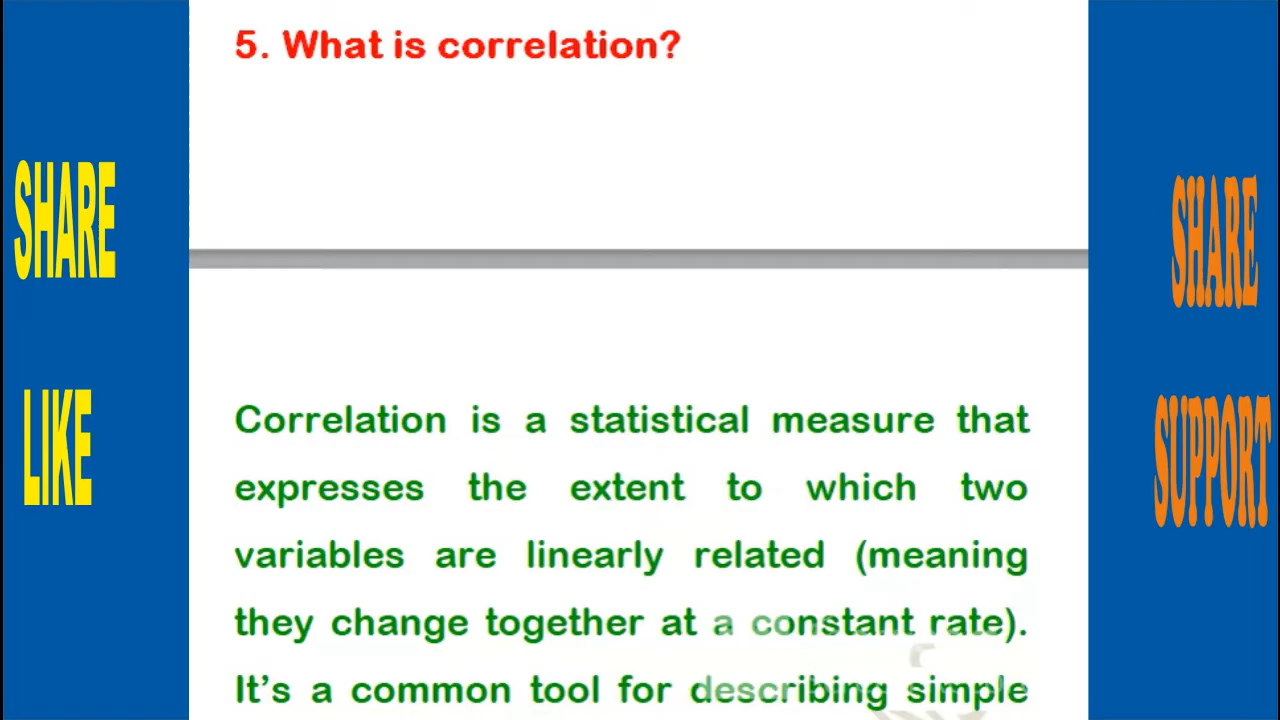 5. What is correlation?
SHARE
LIKE
Correlation is a statistical measure that
expresses the extent to which two
variables are linearly related (meaning
they change together at a constant rate).
It’s a common tool for describing simple
SHARE
SUPPORT